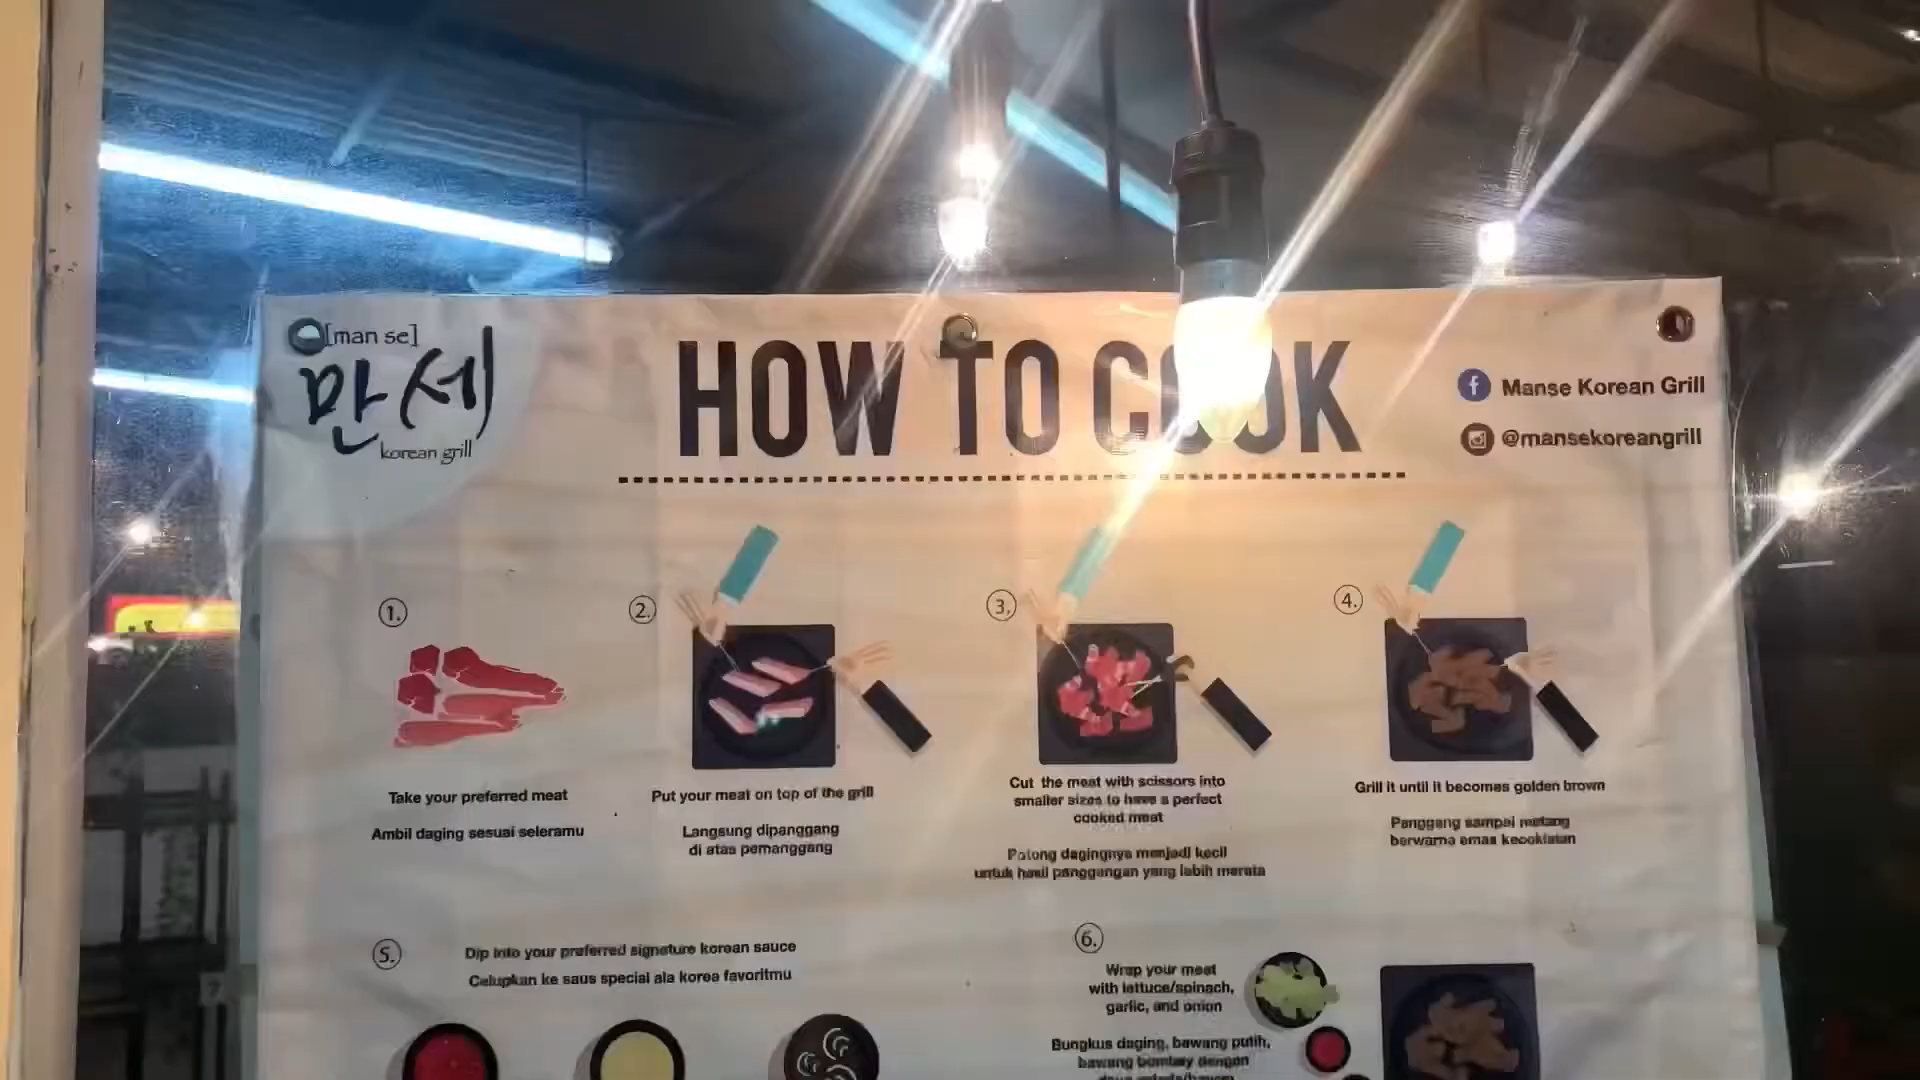 [man se]
만세
korean grill
HOW TO COOK
Manse Korean Grill
@mansekoreangrill
1.
Take your preferred meat
Ambil daging sesuai seleramu
2.
Put your meat on top of the grill
Langsung dipanggang
di atas pemanggang
3.
Cut the meat with scissors into
smaller sizes to have a perfect
cooked meat
Potong dagingnya menjadi kecil
untuk hasil panggangan yang lebih merata
4.
Grill it until it becomes golden brown
Panggang sampai matang
berwarna emas kecoklatan
5.
Dip into your preferred signature korean sauce
Celupkan ke saus special ala korea favoritmu
6.
Wrap your meat
with lettuce/spinach,
garlic, and onion
Bungkus daging, bawang putih,
bawang bombay dengan